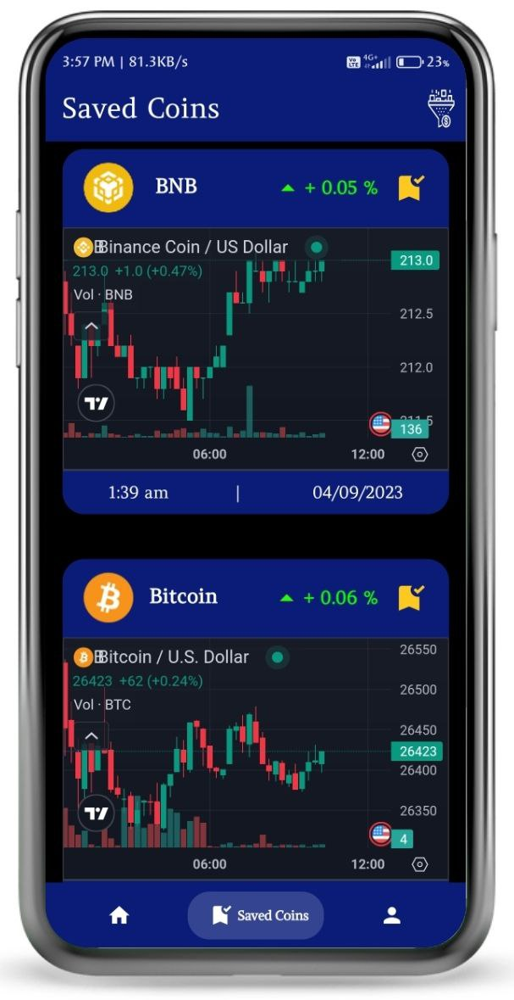 3:57 PM | 81.3KB/s Vo LTE 4G+ 23%
Saved Coins
BNB + 0.05 %
Binance Coin / US Dollar
213.0 +1.0 (+0.47%)
Vol · BNB
213.0
212.5
212.0
211.5
136
06:00 12:00
1:39 am | 04/09/2023
Bitcoin + 0.06 %
Bitcoin / U.S. Dollar
26423 +62 (+0.24%)
Vol · BTC
26550
26500
26450
26423
26400
26350
4
06:00 12:00
Saved Coins